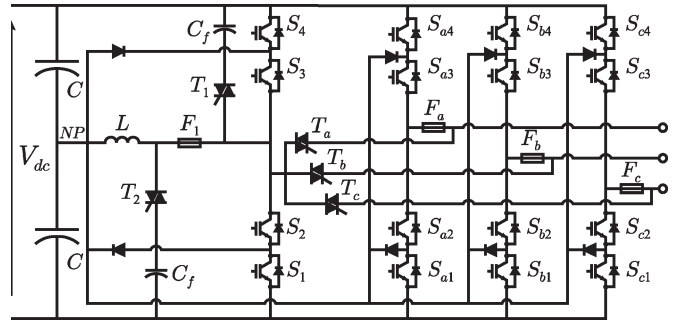 C_f S_4 S_a4 S_b4 S_c4
C T_1 S_3 S_a3 S_b3 S_c3
NP L F_1 T_a F_a
V_dc T_b F_b
T_2 T_c F_c
C S_2 S_a2 S_b2 S_c2
C_f S_1 S_a1 S_b1 S_c1